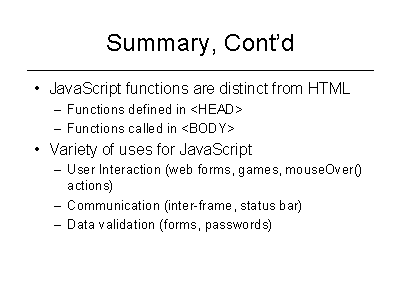 Summary, Cont’d
• JavaScript functions are distinct from HTML
– Functions defined in <HEAD>
– Functions called in <BODY>
• Variety of uses for JavaScript
– User Interaction (web forms, games, mouseOver()
actions)
– Communication (inter-frame, status bar)
– Data validation (forms, passwords)